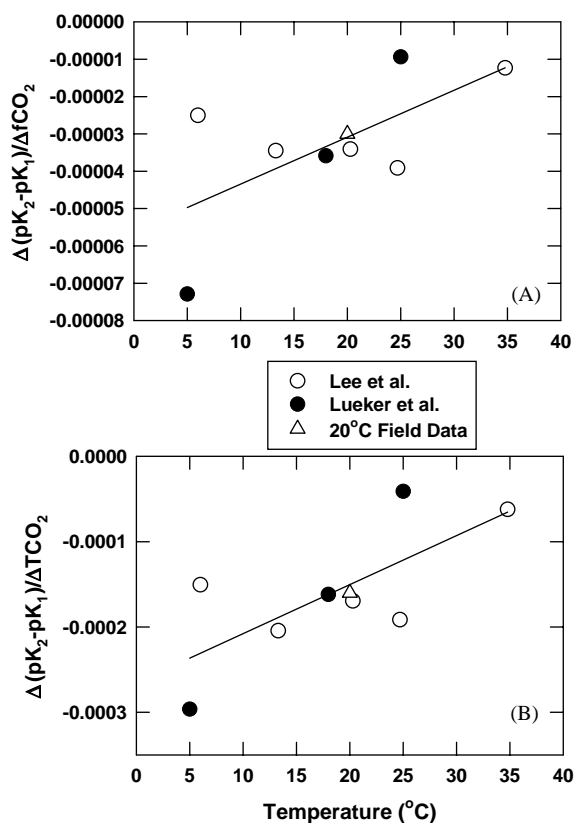 0.00000
-0.00001
-0.00002
-0.00003
-0.00004
-0.00005
-0.00006
-0.00007
-0.00008
Δ(pK₂-pK₁)/ΔfCO₂
(A)
0 5 10 15 20 25 30 35 40
Lee et al.
Lueker et al.
20°C Field Data
0.0000
-0.0001
-0.0002
-0.0003
Δ(pK₂-pK₁)/ΔTCO₂
(B)
0 5 10 15 20 25 30 35 40
Temperature (°C)